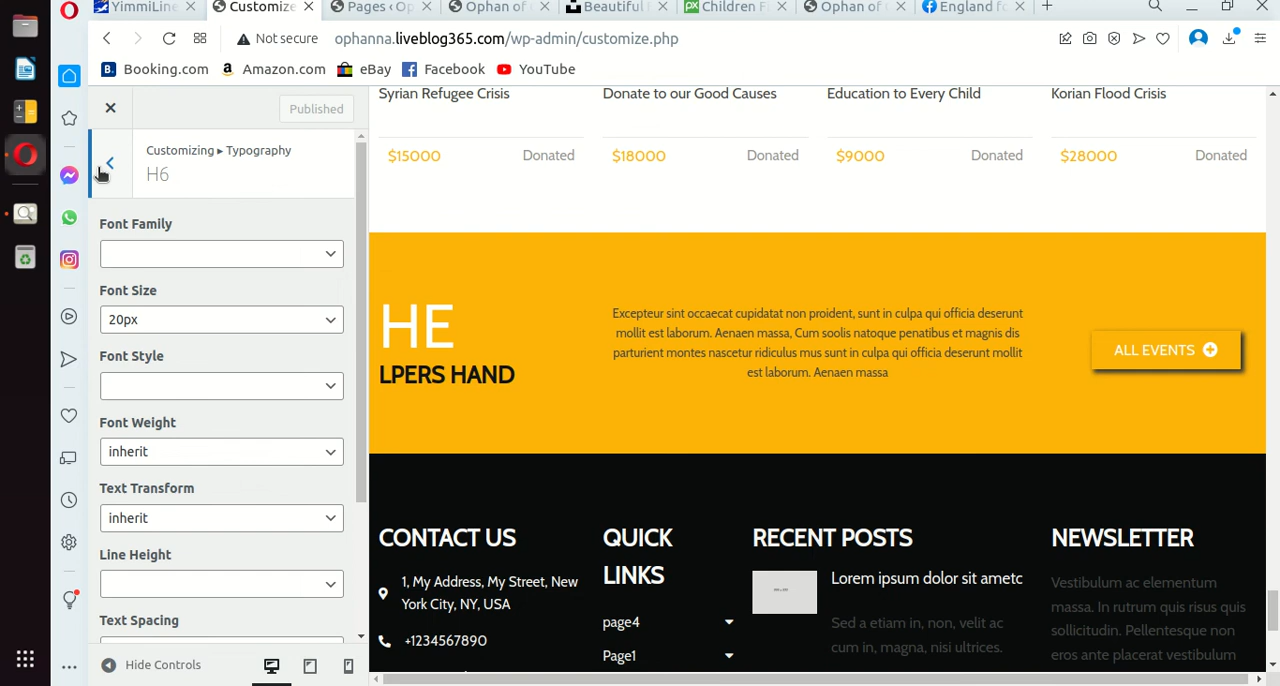 YimmiLine
Customize
Pages ‹ Op
Ophan of
Beautiful
Children F
Ophan of
England fo
Not secure
ophanna.liveblog365.com/wp-admin/customize.php
B. Booking.com
a Amazon.com
eBay
Facebook
YouTube
Published
Customizing ▸ Typography
H6
Font Family
Font Size
20px
Font Style
Font Weight
inherit
Text Transform
inherit
Line Height
Text Spacing
Hide Controls
Syrian Refugee Crisis
Donate to our Good Causes
Education to Every Child
Korian Flood Crisis
$15000 Donated
$18000 Donated
$9000 Donated
$28000 Donated
HE
LPERS HAND
Excepteur sint occaecat cupidatat non proident, sunt in culpa qui officia deserunt
mollit est laborum. Aenaen massa, Cum soolis natoque penatibus et magnis dis
parturient montes nascetur ridiculus mus sunt in culpa qui officia deserunt mollit
est laborum. Aenaen massa
ALL EVENTS
CONTACT US
1, My Address, My Street, New
York City, NY, USA
+1234567890
QUICK
LINKS
page4
Page1
RECENT POSTS
Lorem ipsum dolor sit ametc
Sed a etiam in, non, velit ac
cum in, magna, nisi ultrices.
NEWSLETTER
Vestibulum ac elementum
massa. In rutrum quis risus quis
sollicitudin. Pellentesque non
eros ante placerat vestibulum